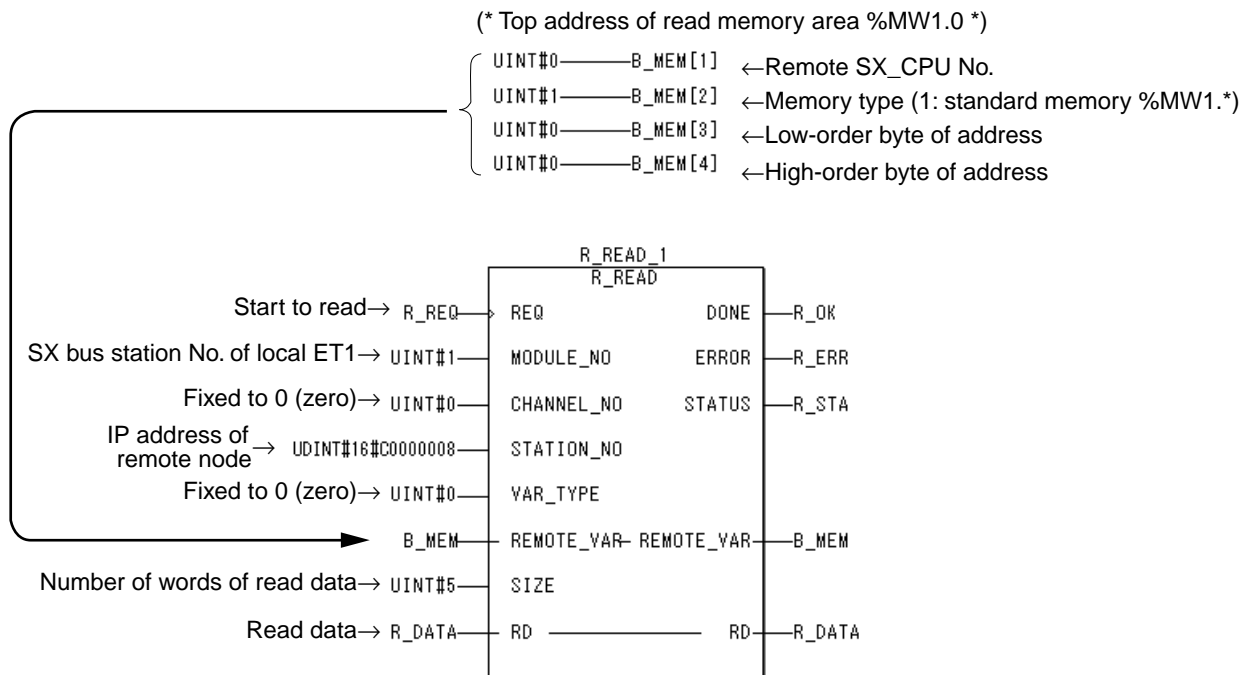 (* Top address of read memory area %MW1.0 *)
UINT#0 B_MEM[1] ←Remote SX_CPU No.
UINT#1 B_MEM[2] ←Memory type (1: standard memory %MW1.*)
UINT#0 B_MEM[3] ←Low-order byte of address
UINT#0 B_MEM[4] ←High-order byte of address
R_READ_1
R_READ
Start to read→ R_REQ REQ DONE R_OK
SX bus station No. of local ET1→ UINT#1 MODULE_NO ERROR R_ERR
Fixed to 0 (zero)→ UINT#0 CHANNEL_NO STATUS R_STA
IP address of
remote node→ UDINT#16#C0000008 STATION_NO
Fixed to 0 (zero)→ UINT#0 VAR_TYPE
B_MEM REMOTE_VAR REMOTE_VAR B_MEM
Number of words of read data→ UINT#5 SIZE
Read data→ R_DATA RD RD R_DATA